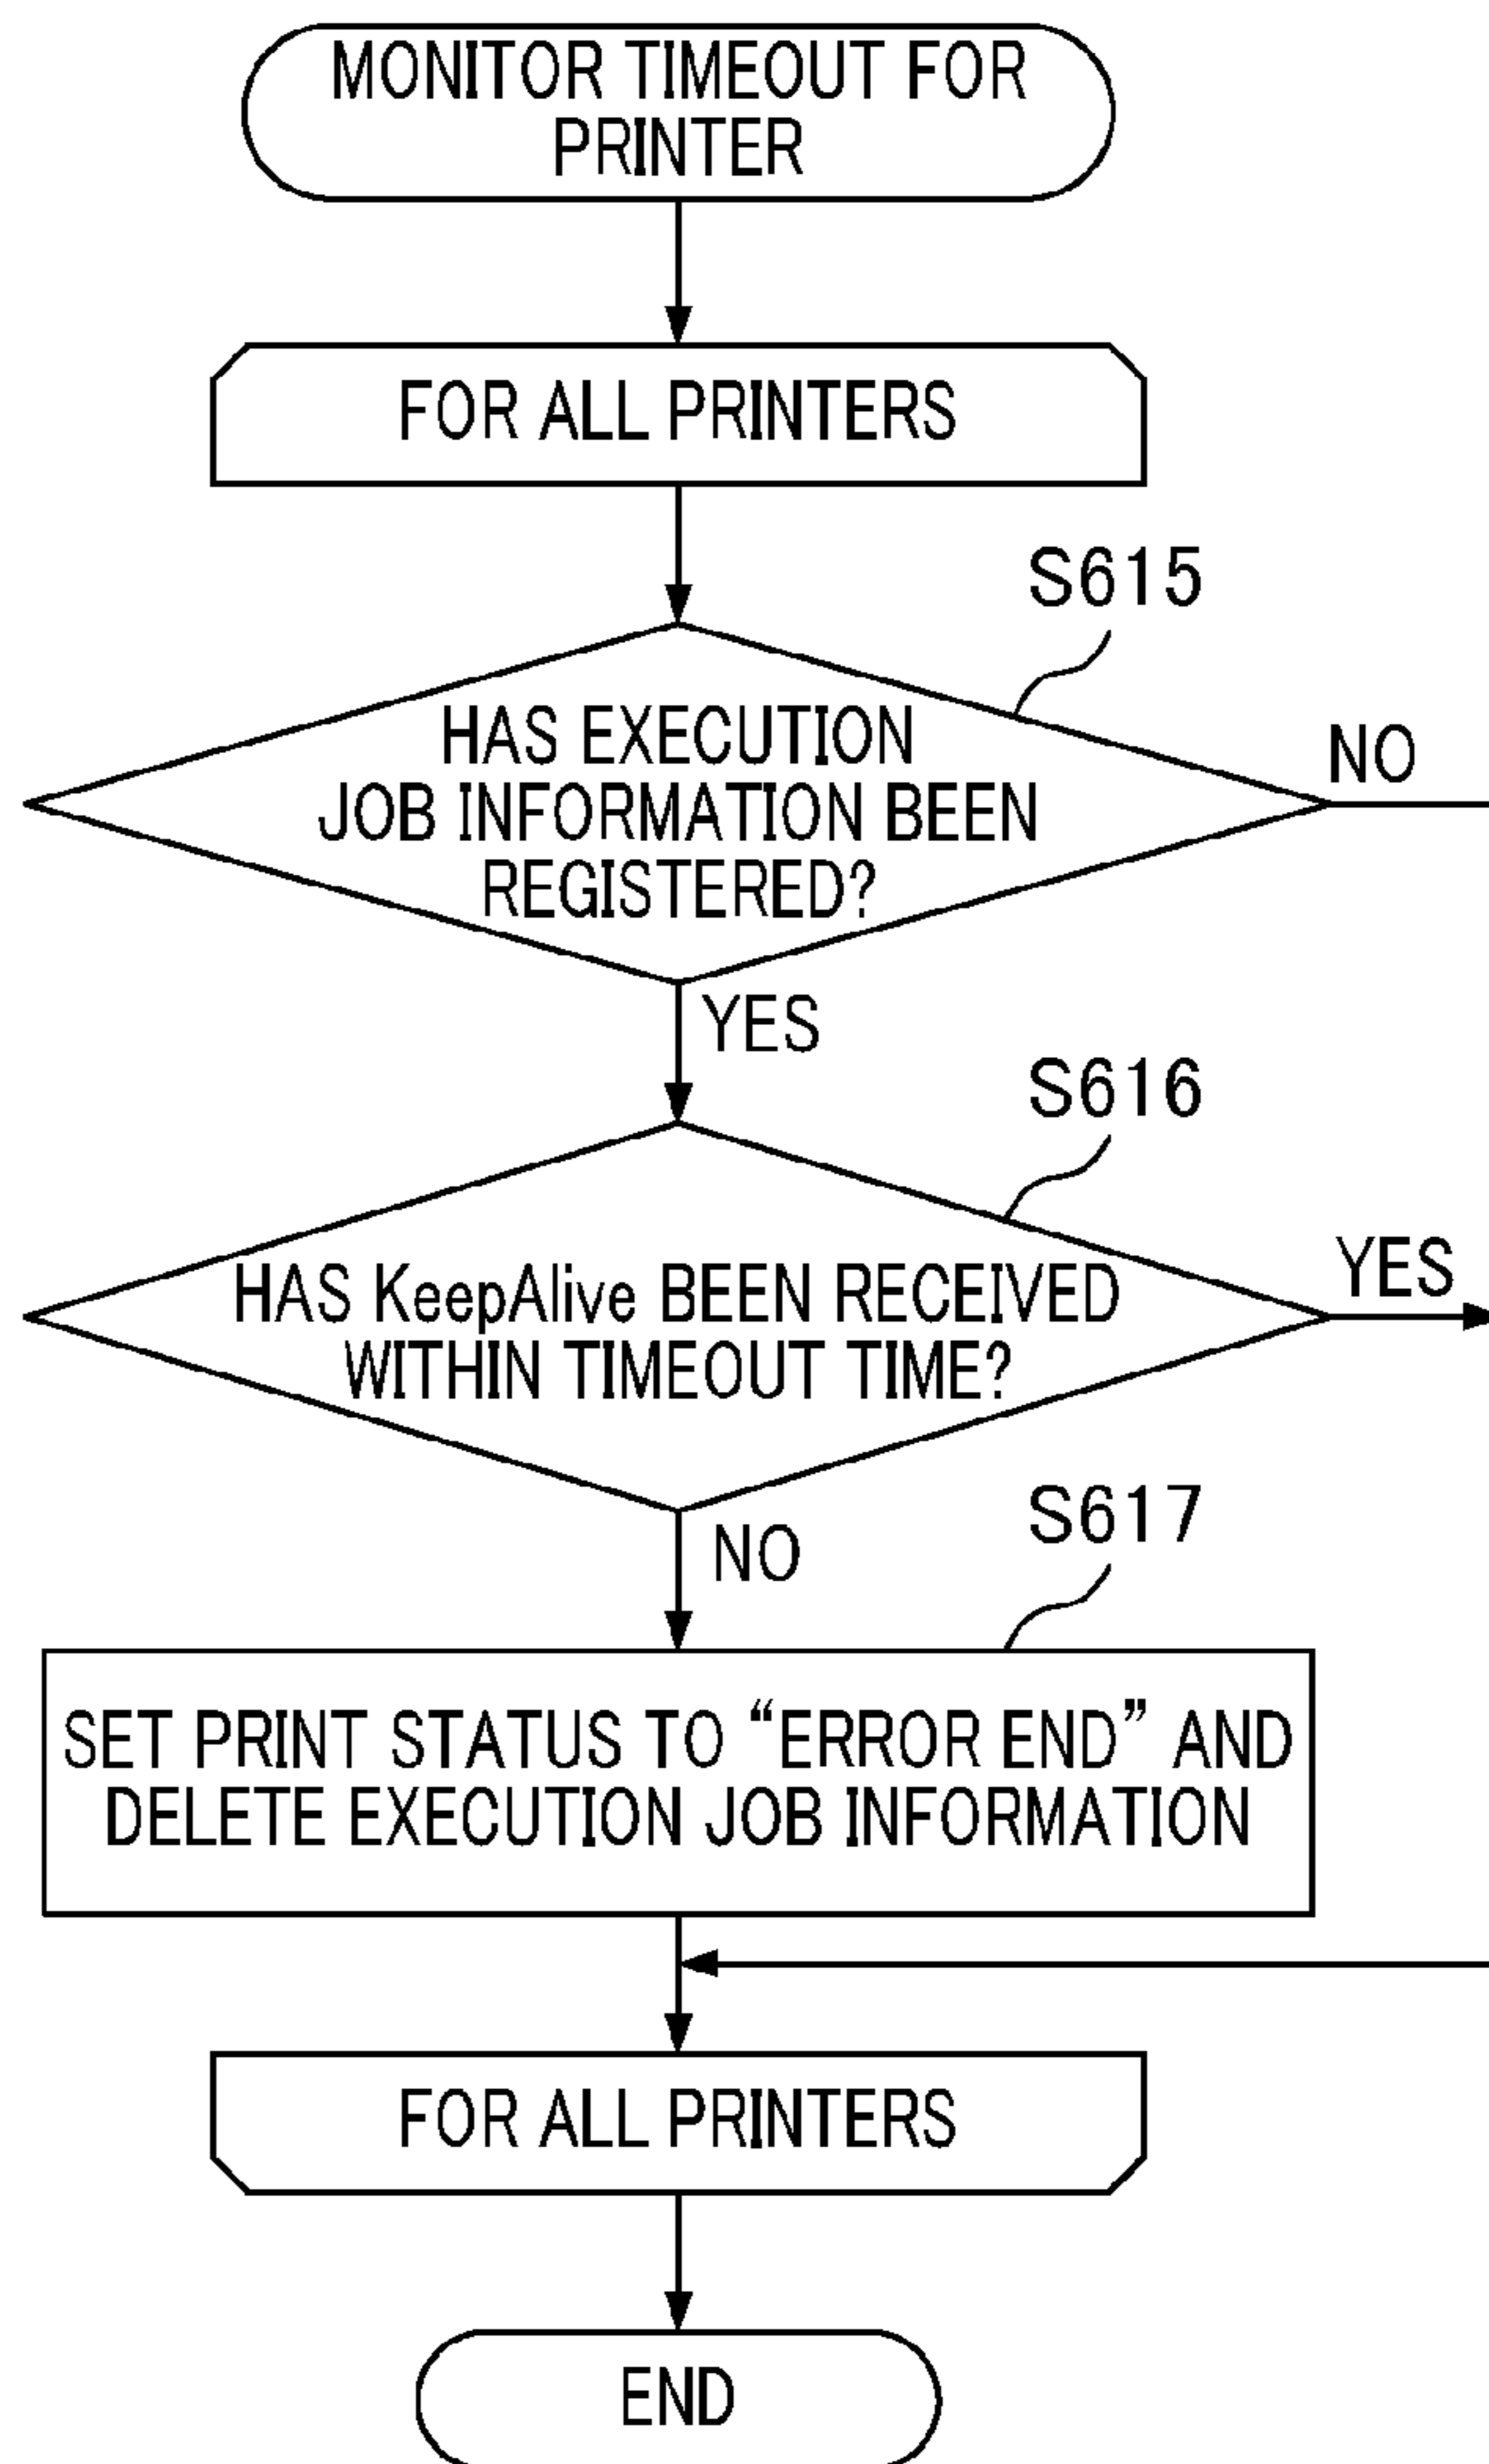 MONITOR TIMEOUT FOR
PRINTER
FOR ALL PRINTERS
S615
HAS EXECUTION
JOB INFORMATION BEEN
REGISTERED?
NO
YES
S616
HAS KeepAlive BEEN RECEIVED
WITHIN TIMEOUT TIME?
YES
NO
S617
SET PRINT STATUS TO “ERROR END” AND
DELETE EXECUTION JOB INFORMATION
FOR ALL PRINTERS
END